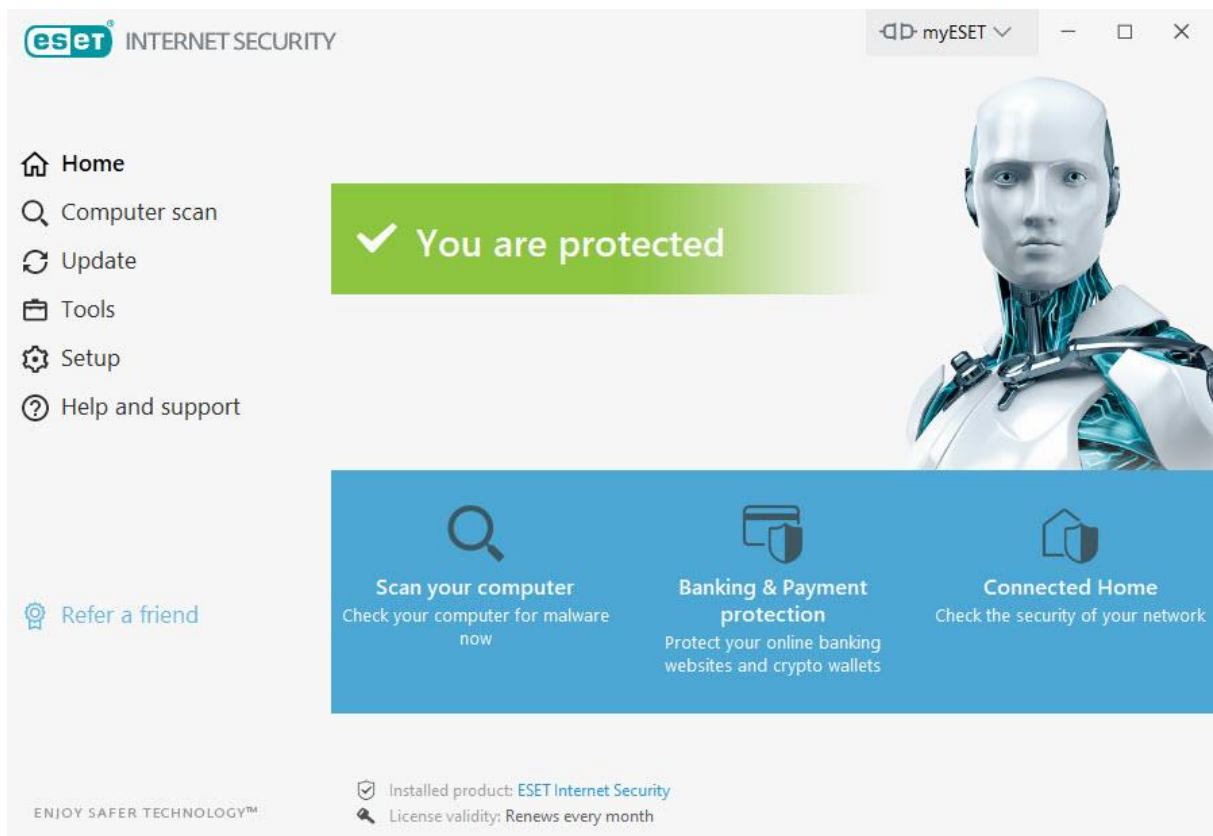 eset® INTERNET SECURITY
myESET
Home
Computer scan
Update
Tools
Setup
Help and support
Refer a friend
You are protected
Scan your computer
Check your computer for malware
now
Banking & Payment
protection
Protect your online banking
websites and crypto wallets
Connected Home
Check the security of your network
Installed product: ESET Internet Security
License validity: Renews every month
ENJOY SAFER TECHNOLOGY™